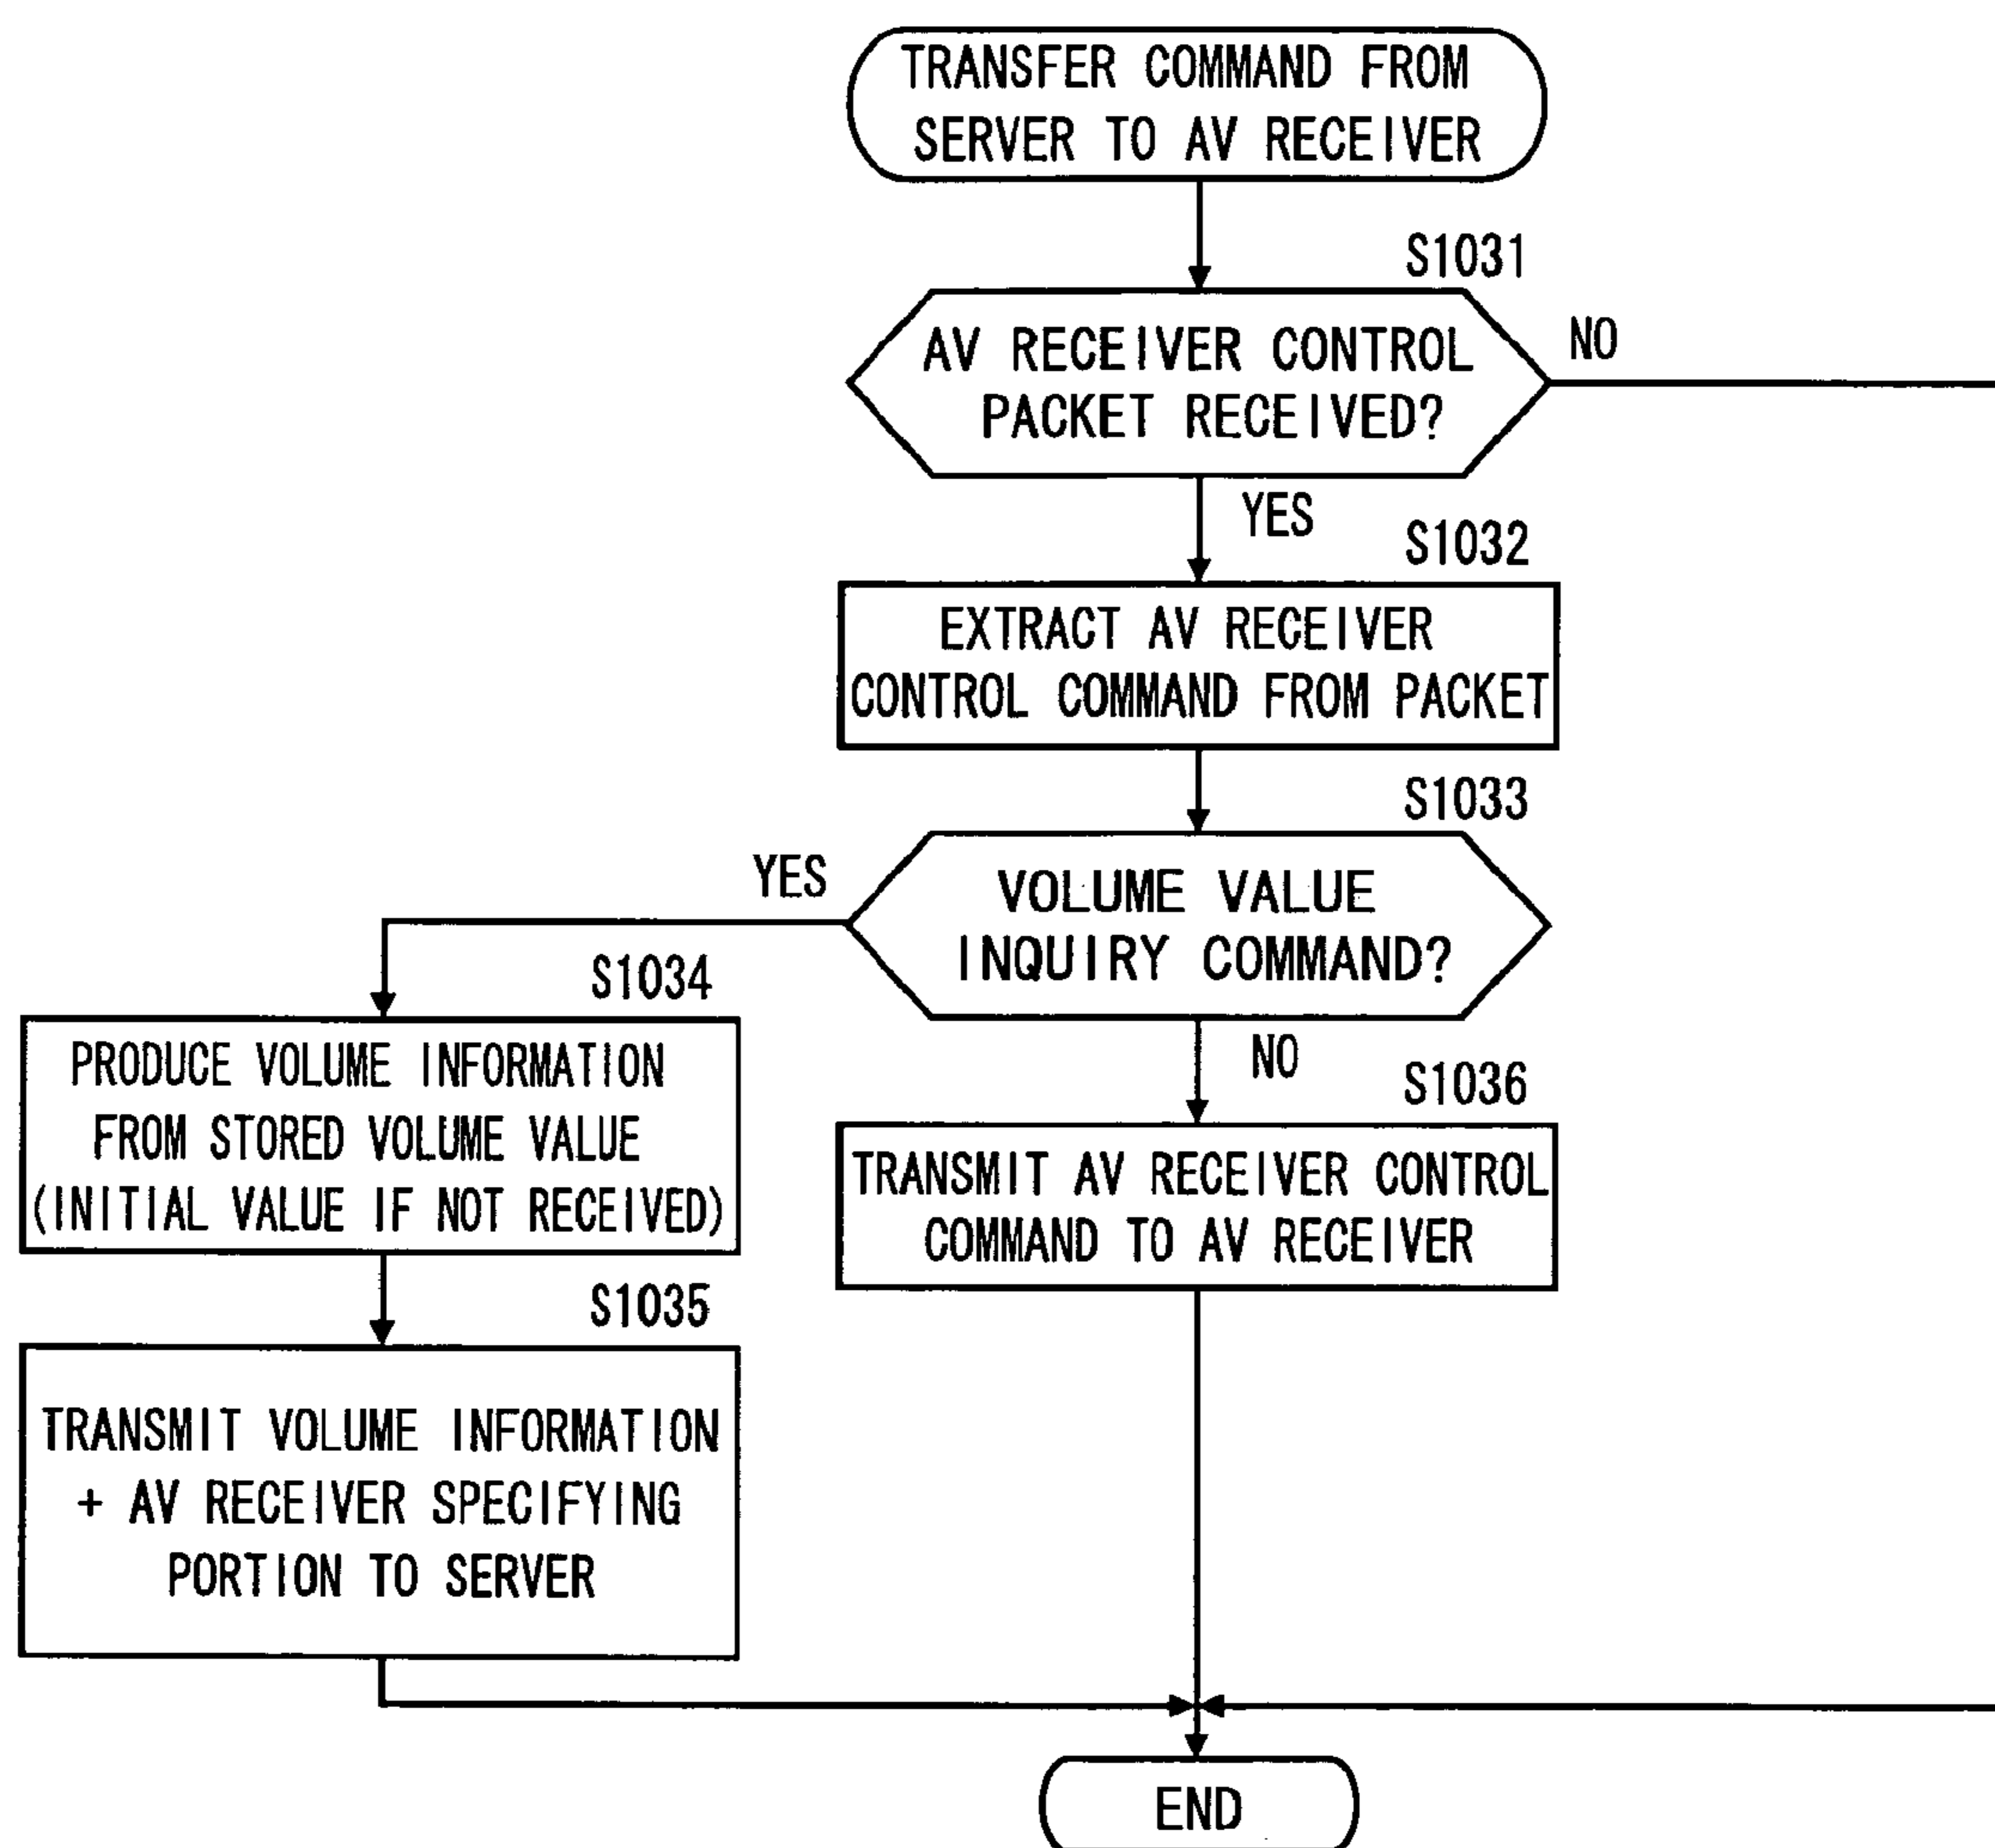 TRANSFER COMMAND FROM
SERVER TO AV RECEIVER
S1031
AV RECEIVER CONTROL
PACKET RECEIVED?
NO
YES
S1032
EXTRACT AV RECEIVER
CONTROL COMMAND FROM PACKET
S1033
VOLUME VALUE
INQUIRY COMMAND?
YES
S1034
PRODUCE VOLUME INFORMATION
FROM STORED VOLUME VALUE
(INITIAL VALUE IF NOT RECEIVED)
S1035
TRANSMIT VOLUME INFORMATION
+ AV RECEIVER SPECIFYING
PORTION TO SERVER
NO
S1036
TRANSMIT AV RECEIVER CONTROL
COMMAND TO AV RECEIVER
END